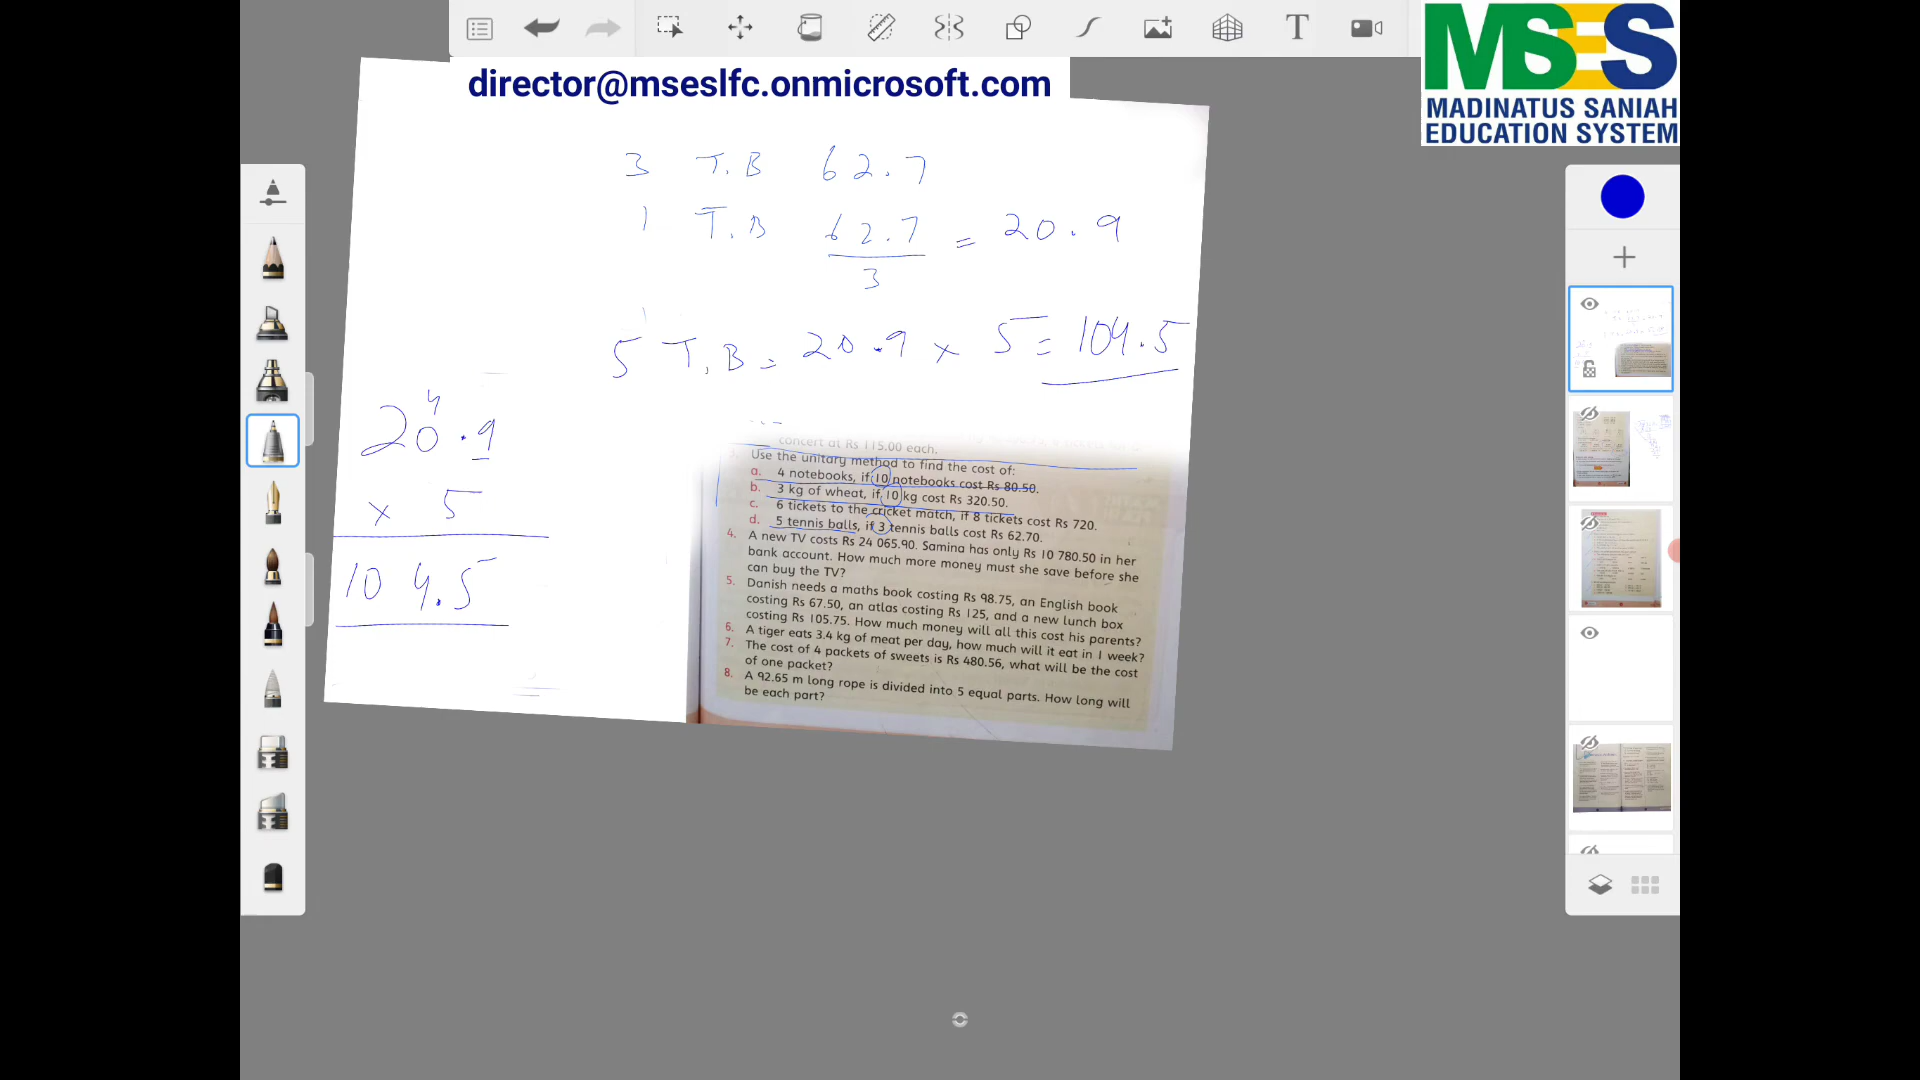 MSES
MADINATUS SANIAH
EDUCATION SYSTEM
T
director@mseslfc.onmicrosoft.com
3 T.B 62.7
1 T.B 62.7 / 3 = 20.9
5 T.B = 20.9 x 5 = 104.5
4
20.9
x 5
104.5
concert at Rs 115.00 each.
3. Use the unitary method to find the cost of:
a. 4 notebooks, if 10 notebooks cost Rs 80.50.
b. 3 kg of wheat, if 10 kg cost Rs 320.50.
c. 6 tickets to the cricket match, if 8 tickets cost Rs 720.
d. 5 tennis balls, if 3 tennis balls cost Rs 62.70.
4. A new TV costs Rs 24 065.90. Samina has only Rs 10 780.50 in her
bank account. How much more money must she save before she
can buy the TV?
5. Danish needs a maths book costing Rs 98.75, an English book
costing Rs 67.50, an atlas costing Rs 125, and a new lunch box
costing Rs 105.75. How much money will all this cost his parents?
6. A tiger eats 3.4 kg of meat per day, how much will it eat in 1 week?
7. The cost of 4 packets of sweets is Rs 480.56, what will be the cost
of one packet?
8. A 92.65 m long rope is divided into 5 equal parts. How long will
be each part?